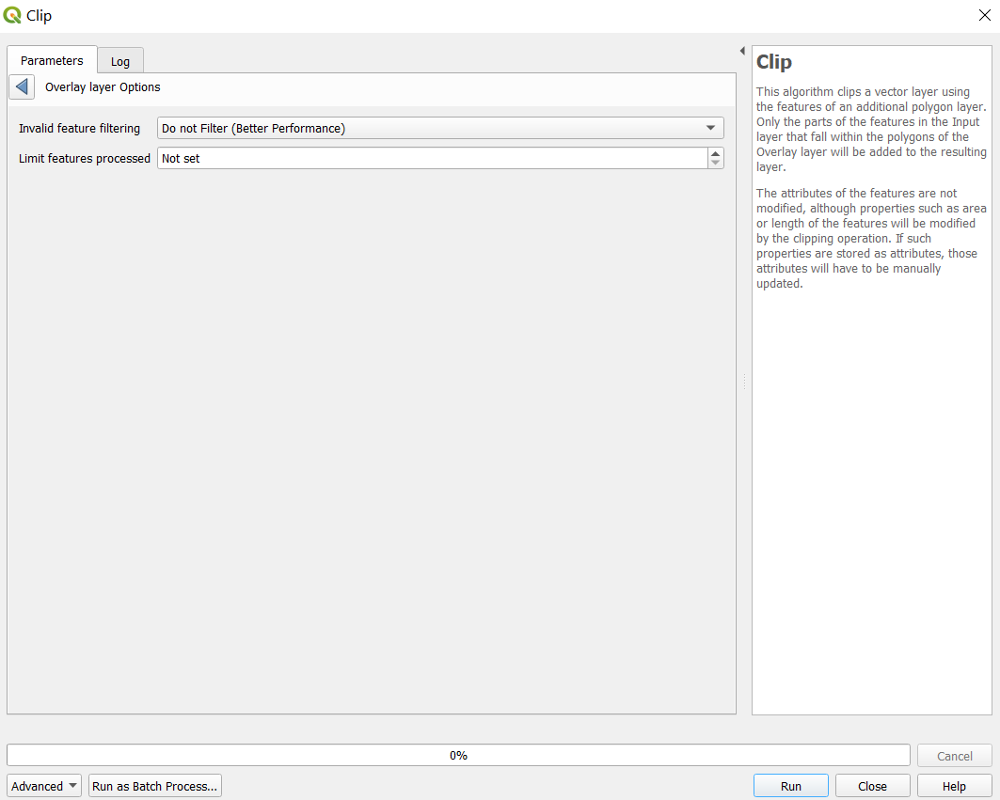 Clip
Parameters
Log
Overlay layer Options
Invalid feature filtering
Do not Filter (Better Performance)
Limit features processed
Not set
Clip
This algorithm clips a vector layer using
the features of an additional polygon layer.
Only the parts of the features in the Input
layer that fall within the polygons of the
Overlay layer will be added to the resulting
layer.
The attributes of the features are not
modified, although properties such as area
or length of the features will be modified
by the clipping operation. If such
properties are stored as attributes, those
attributes will have to be manually
updated.
0%
Cancel
Advanced
Run as Batch Process...
Run
Close
Help